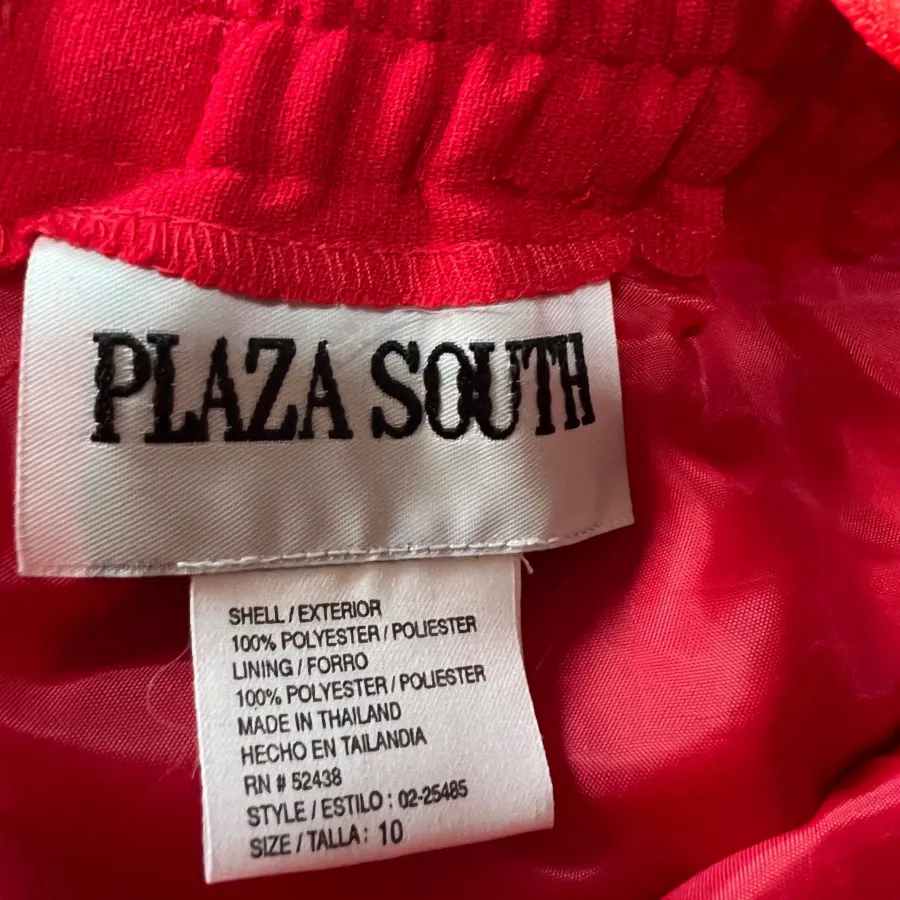 PLAZA SOUTH
SHELL / EXTERIOR
100% POLYESTER / POLIESTER
LINING / FORRO
100% POLYESTER / POLIESTER
MADE IN THAILAND
HECHO EN TAILANDIA
RN # 52438
STYLE / ESTILO : 02-25485
SIZE / TALLA : 10